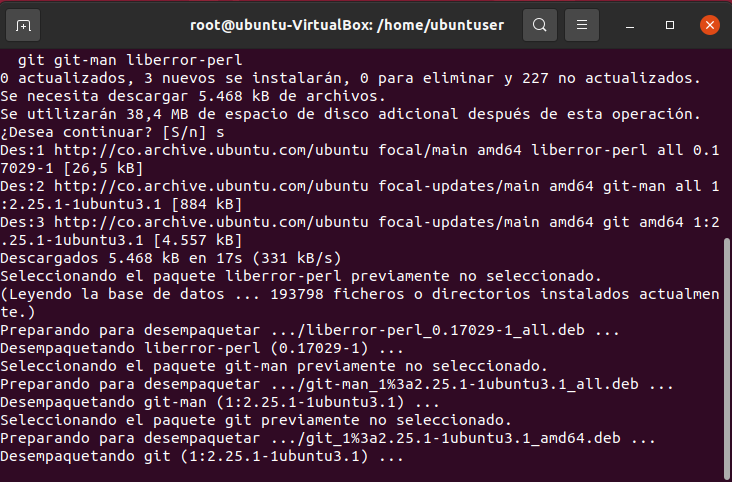 root@ubuntu-VirtualBox: /home/ubuntuser
git git-man liberror-perl
0 actualizados, 3 nuevos se instalarán, 0 para eliminar y 227 no actualizados.
Se necesita descargar 5.468 kB de archivos.
Se utilizarán 38,4 MB de espacio de disco adicional después de esta operación.
¿Desea continuar? [S/n] s
Des:1 http://co.archive.ubuntu.com/ubuntu focal/main amd64 liberror-perl all 0.1
7029-1 [26,5 kB]
Des:2 http://co.archive.ubuntu.com/ubuntu focal-updates/main amd64 git-man all 1
:2.25.1-1ubuntu3.1 [884 kB]
Des:3 http://co.archive.ubuntu.com/ubuntu focal-updates/main amd64 git amd64 1:2
.25.1-1ubuntu3.1 [4.557 kB]
Descargados 5.468 kB en 17s (331 kB/s)
Seleccionando el paquete liberror-perl previamente no seleccionado.
(Leyendo la base de datos ... 193798 ficheros o directorios instalados actualmen
te.)
Preparando para desempaquetar .../liberror-perl_0.17029-1_all.deb ...
Desempaquetando liberror-perl (0.17029-1) ...
Seleccionando el paquete git-man previamente no seleccionado.
Preparando para desempaquetar .../git-man_1%3a2.25.1-1ubuntu3.1_all.deb ...
Desempaquetando git-man (1:2.25.1-1ubuntu3.1) ...
Seleccionando el paquete git previamente no seleccionado.
Preparando para desempaquetar .../git_1%3a2.25.1-1ubuntu3.1_amd64.deb ...
Desempaquetando git (1:2.25.1-1ubuntu3.1) ...